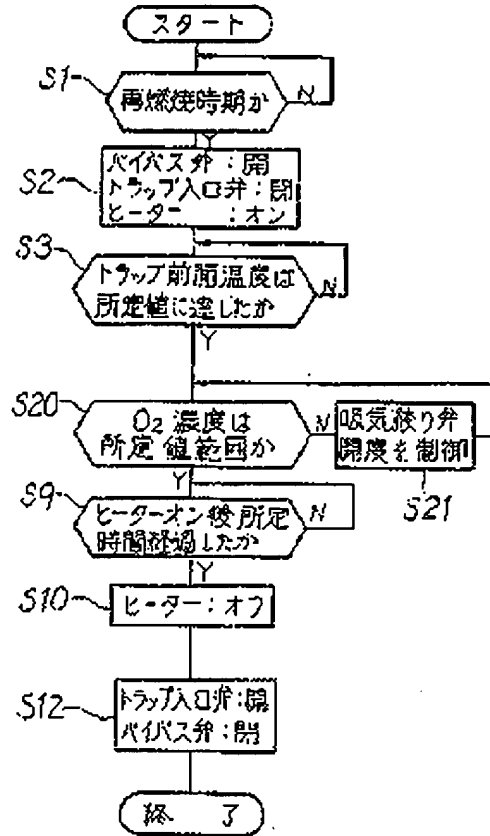 スタート
S1
再燃焼時期か
N
Y
S2
バイパス弁：開
トラップ入口弁：閉
ヒーター：オン
S3
トラップ前面温度は
所定値に達したか
N
Y
S20
O₂濃度は
所定値範囲か
N
吸気絞り弁
開度を制御
S21
Y
S9
ヒーターオン後所定
時間経過したか
N
Y
S10
ヒーター：オフ
S12
トラップ入口弁：開
バイパス弁：閉
終了